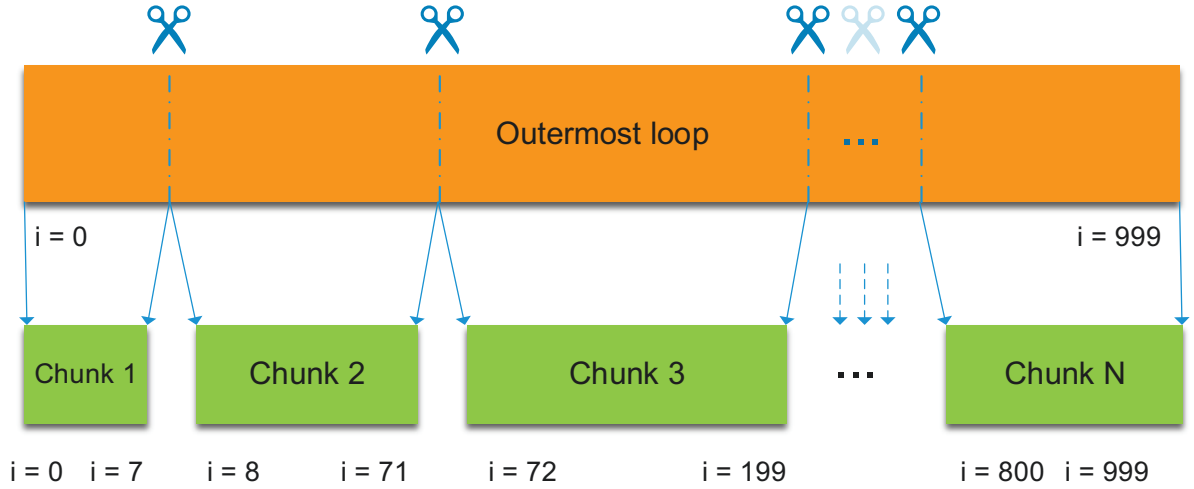 Outermost loop
...
i = 0
i = 999
Chunk 1
Chunk 2
Chunk 3
...
Chunk N
i = 0
i = 7
i = 8
i = 71
i = 72
i = 199
i = 800
i = 999